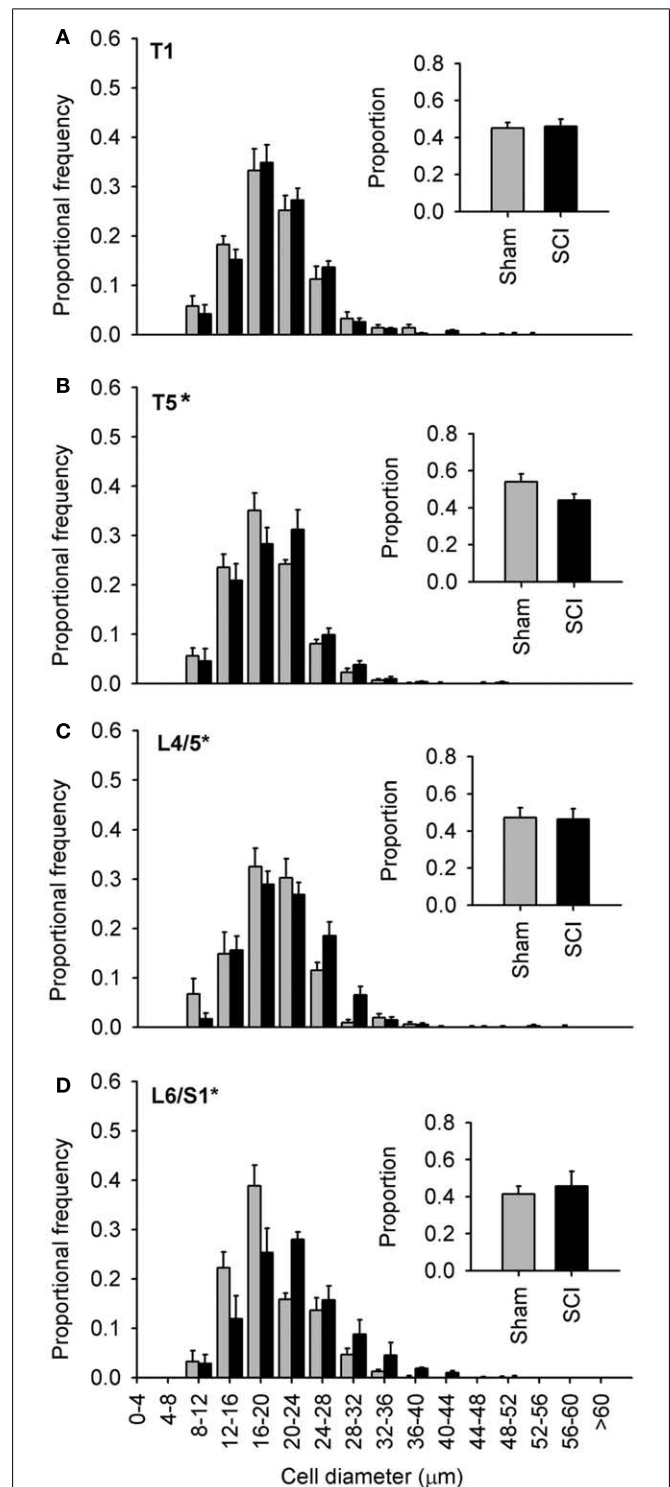 A
T1
0.6
0.5
0.4
0.3
0.2
0.1
0.0
Proportional frequency
0.8
0.6
0.4
0.2
0.0
Proportion
Sham
SCI
B
T5*
0.6
0.5
0.4
0.3
0.2
0.1
0.0
Proportional frequency
0.8
0.6
0.4
0.2
0.0
Proportion
Sham
SCI
C
L4/5*
0.6
0.5
0.4
0.3
0.2
0.1
0.0
Proportional frequency
0.8
0.6
0.4
0.2
0.0
Proportion
Sham
SCI
D
L6/S1*
0.6
0.5
0.4
0.3
0.2
0.1
0.0
Proportional frequency
0.8
0.6
0.4
0.2
0.0
Proportion
Sham
SCI
0-4
4-8
8-12
12-16
16-20
20-24
24-28
28-32
32-36
36-40
40-44
44-48
48-52
52-56
56-60
>60
Cell diameter (μm)